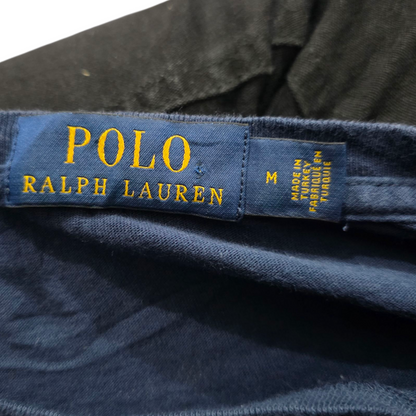 POLO
RALPH LAUREN
M
MADE IN
TURKEY
FABRIQUÉ EN
TURQUIE